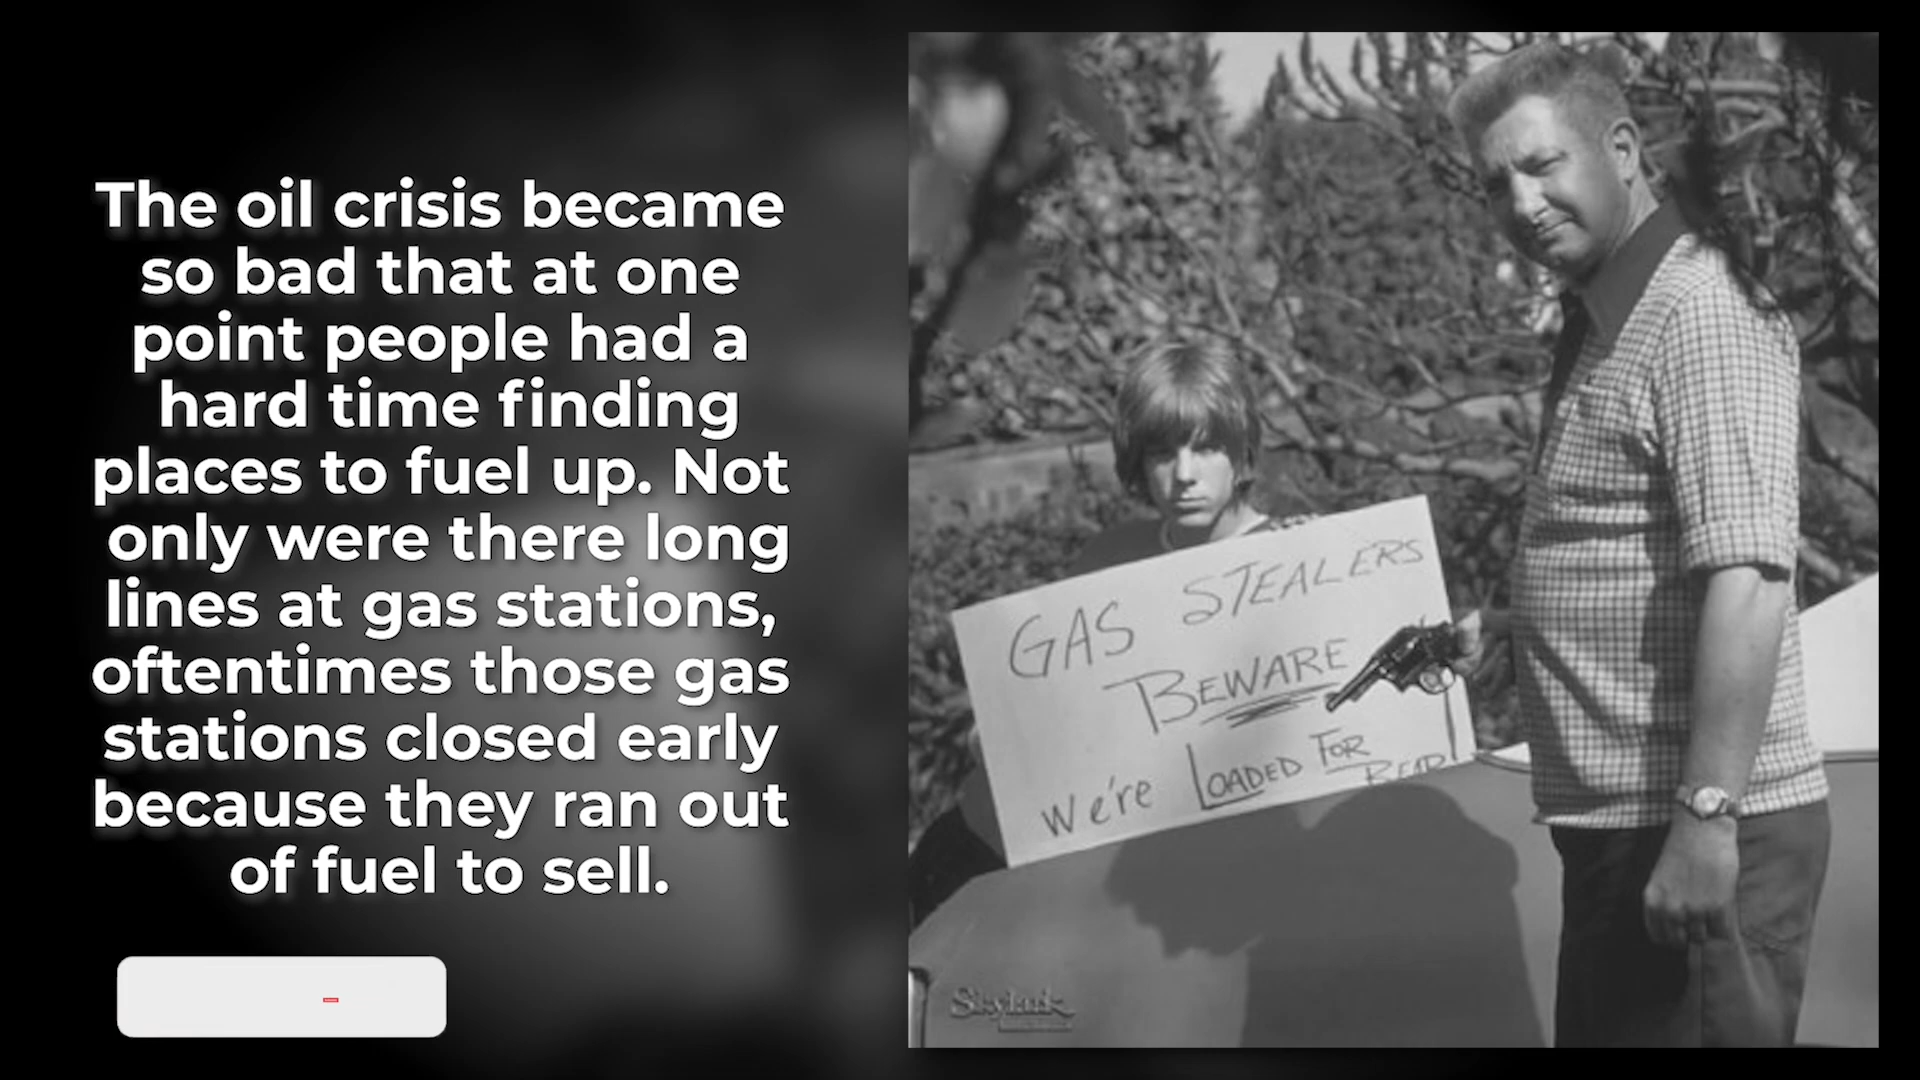 The oil crisis became
so bad that at one
point people had a
hard time finding
places to fuel up. Not
only were there long
lines at gas stations,
oftentimes those gas
stations closed early
because they ran out
of fuel to sell.
GAS STEALERS
BEWARE
We're LOADED FOR
BEAR
Skylark